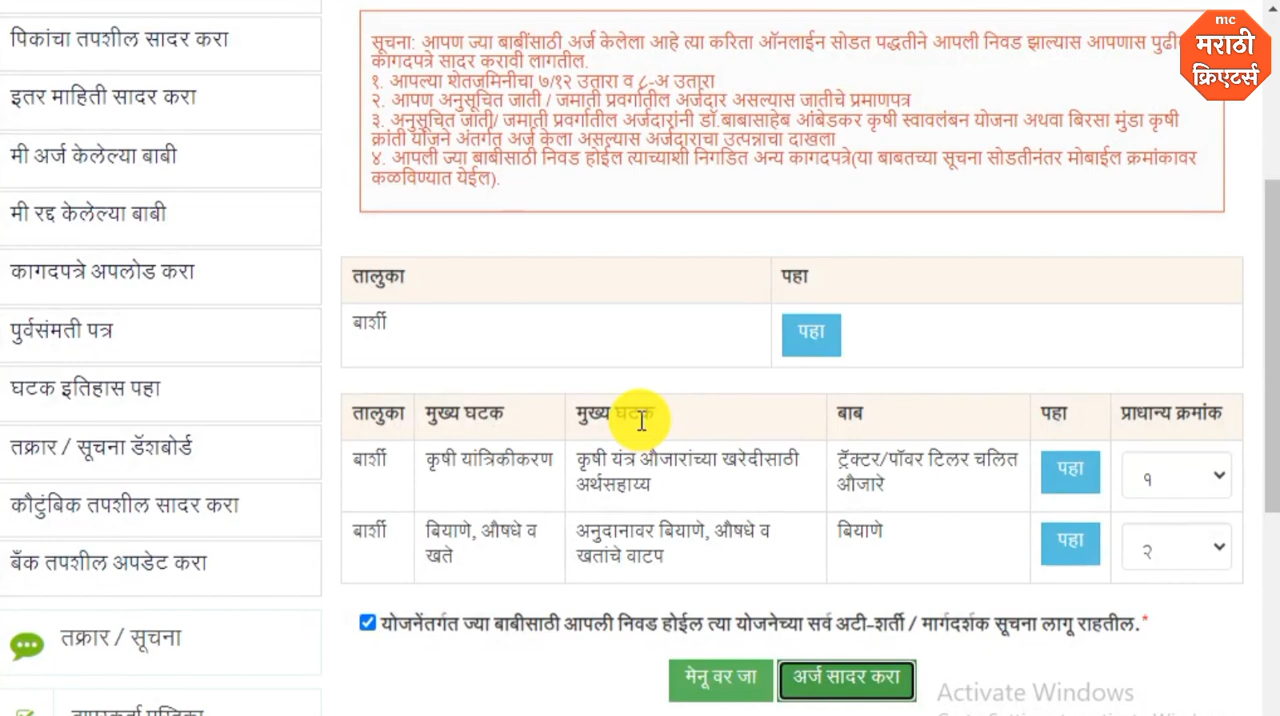 पिकांचा तपशील सादर करा
इतर माहिती सादर करा
मी अर्ज केलेल्या बाबी
मी रद्द केलेल्या बाबी
कागदपत्रे अपलोड करा
पुर्वसंमती पत्र
घटक इतिहास पहा
तक्रार / सूचना डॅशबोर्ड
कौटुंबिक तपशील सादर करा
बँक तपशील अपडेट करा
तक्रार / सूचना
mc
मराठी
क्रिएटर्स
सूचना: आपण ज्या बाबींसाठी अर्ज केलेला आहे त्या करिता ऑनलाईन सोडत पद्धतीने आपली निवड झाल्यास आपणास
कागदपत्रे सादर करावी लागतील.
१. आपल्या शेतजमिनीचा ७/१२ उतारा व ८-अ उतारा
२. आपण अनुसूचित जाती / जमाती प्रवर्गातील अर्जदार असल्यास जातीचे प्रमाणपत्र
३. अनुसूचित जाती/ जमाती प्रवर्गातील अर्जदारांनी डॉ.बाबासाहेब आंबेडकर कृषी स्वावलंबन योजना अथवा बिरसा मुंडा कृषी
क्रांती योजने अंतर्गत अर्ज केला असल्यास अर्जदाराचा उत्पन्नाचा दाखला
४. आपली ज्या बाबीसाठी निवड होईल त्याच्याशी निगडित अन्य कागदपत्रे(या बाबतच्या सूचना सोडतीनंतर मोबाईल क्रमांकावर
कळविण्यात येईल).
तालुका पहा
बार्शी पहा
तालुका मुख्य घटक मुख्य घटक बाब पहा प्राधान्य क्रमांक
बार्शी कृषी यांत्रिकीकरण कृषी यंत्र औजारांच्या खरेदीसाठी ट्रॅक्टर/पॉवर टिलर चलित पहा १
अर्थसहाय्य औजारे
बार्शी बियाणे, औषधे व अनुदानावर बियाणे, औषधे व बियाणे पहा २
खते खतांचे वाटप
योजनेंतर्गत ज्या बाबीसाठी आपली निवड होईल त्या योजनेच्या सर्व अटी-शर्ती / मार्गदर्शक सूचना लागू राहतील.*
मेनू वर जा अर्ज सादर करा
Activate Windows